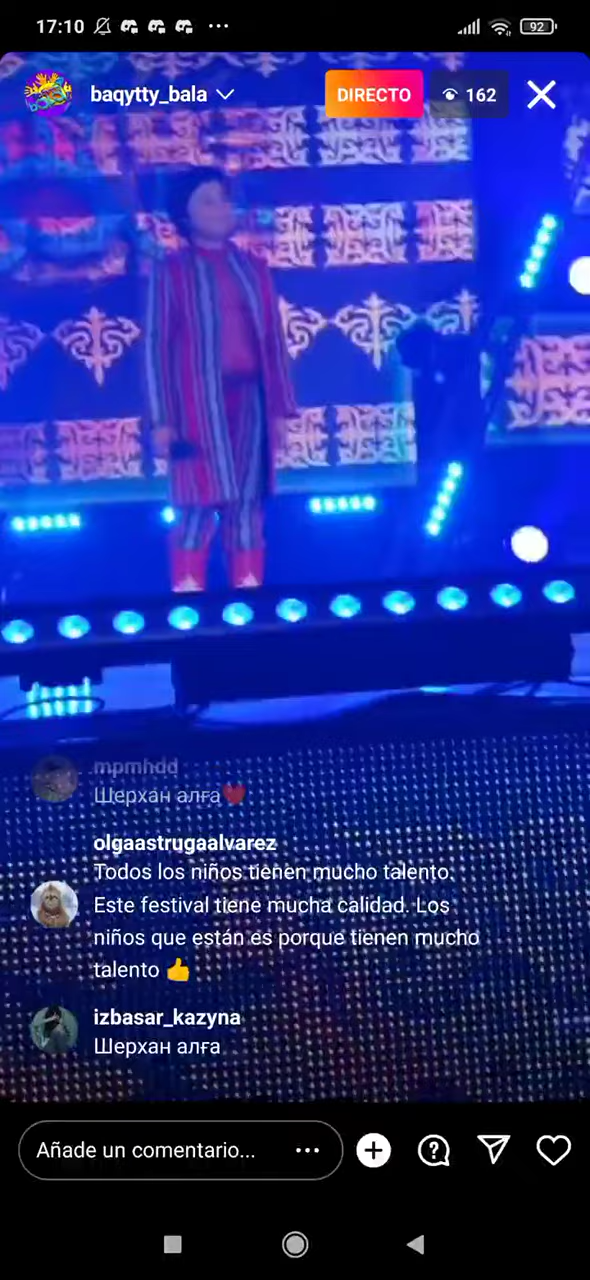 17:10
92
baqytty_bala
DIRECTO
162
mpmhdd
Шерхан алға❤️
olgaastrugaalvarez
Todos los niños tienen mucho talento.
Este festival tiene mucha calidad. Los
niños que están es porque tienen mucho
talento 👍
izbasar_kazyna
Шерхан алға
Añade un comentario...